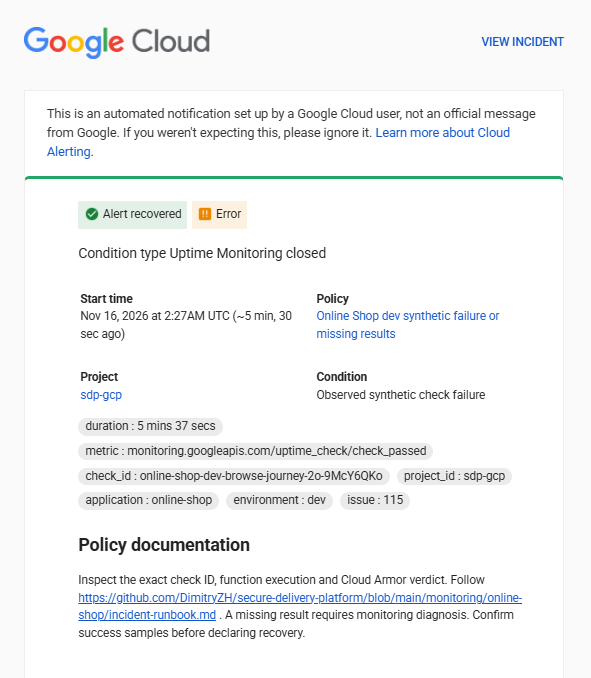 Google Cloud
VIEW INCIDENT
This is an automated notification set up by a Google Cloud user, not an official message
from Google. If you weren't expecting this, please ignore it. Learn more about Cloud
Alerting.
Alert recovered
Error
Condition type Uptime Monitoring closed
Start time
Nov 16, 2026 at 2:27AM UTC (~5 min, 30
sec ago)
Policy
Online Shop dev synthetic failure or
missing results
Project
sdp-gcp
Condition
Observed synthetic check failure
duration : 5 mins 37 secs
metric : monitoring.googleapis.com/uptime_check/check_passed
check_id : online-shop-dev-browse-journey-2o-9McY6QKo
project_id : sdp-gcp
application : online-shop
environment : dev
issue : 115
Policy documentation
Inspect the exact check ID, function execution and Cloud Armor verdict. Follow
https://github.com/DimitryZH/secure-delivery-platform/blob/main/monitoring/online-
shop/incident-runbook.md . A missing result requires monitoring diagnosis. Confirm
success samples before declaring recovery.